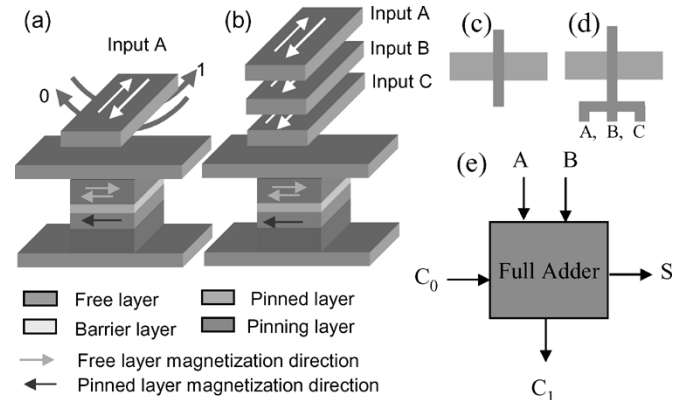 (a)
Input A
0
1
(b)
Input A
Input B
Input C
(c)
(d)
A, B, C
(e)
A
B
C₀
Full Adder
S
C₁
Free layer
Pinned layer
Barrier layer
Pinning layer
Free layer magnetization direction
Pinned layer magnetization direction